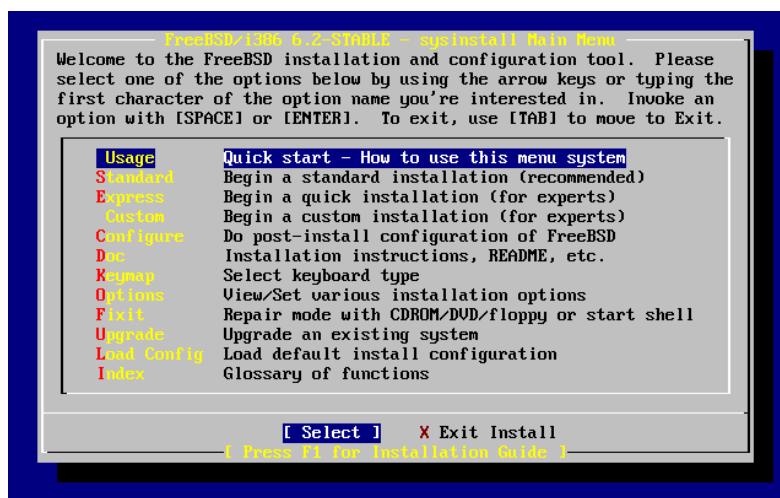 FreeBSD/i386 6.2-STABLE - sysinstall Main Menu
Welcome to the FreeBSD installation and configuration tool.  Please
select one of the options below by using the arrow keys or typing the
first character of the option name you're interested in.  Invoke an
option with [SPACE] or [ENTER].  To exit, use [TAB] to move to Exit.
Usage Quick start - How to use this menu system
Standard Begin a standard installation (recommended)
Express Begin a quick installation (for experts)
Custom Begin a custom installation (for experts)
Configure Do post-install configuration of FreeBSD
Doc Installation instructions, README, etc.
Keymap Select keyboard type
Options View/Set various installation options
Fixit Repair mode with CDROM/DVD/floppy or start shell
Upgrade Upgrade an existing system
Load Config Load default install configuration
Index Glossary of functions
[ Select ] X Exit Install
[ Press F1 for Installation Guide ]